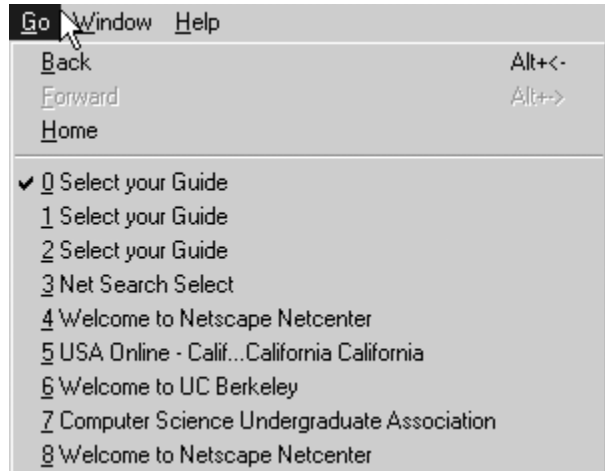 Go Window Help
Back Alt+<-
Forward Alt+->
Home
0 Select your Guide
1 Select your Guide
2 Select your Guide
3 Net Search Select
4 Welcome to Netscape Netcenter
5 USA Online - Calif...California California
6 Welcome to UC Berkeley
7 Computer Science Undergraduate Association
8 Welcome to Netscape Netcenter